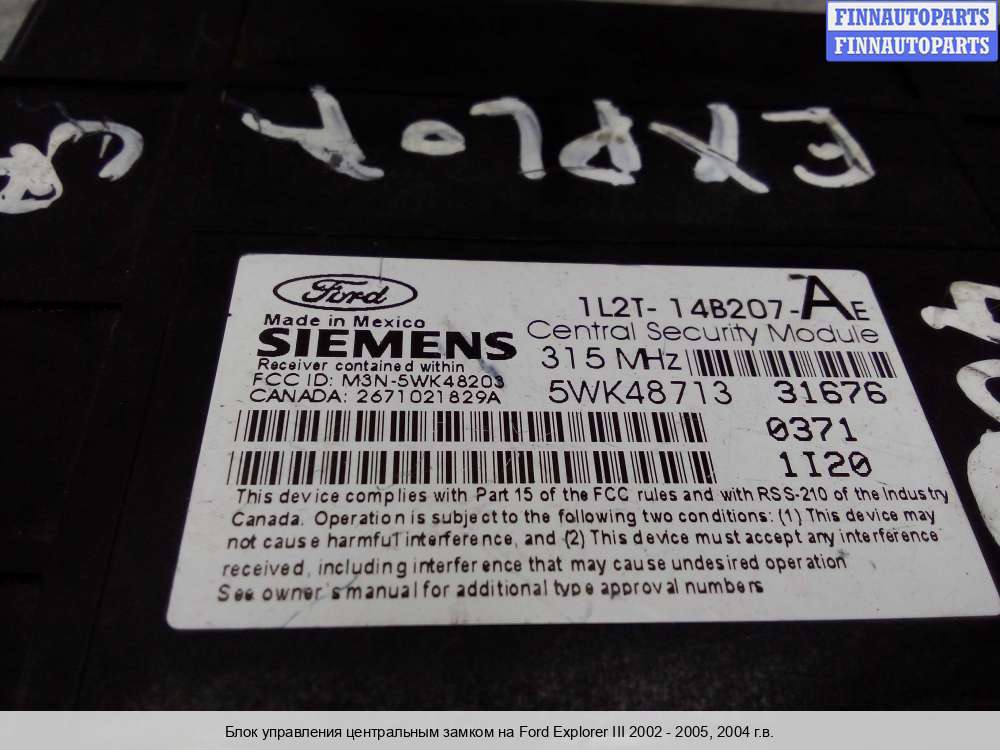 FINNAUTOPARTS
FINNAUTOPARTS
EXPLOR
Ford
Made in Mexico
SIEMENS
Receiver contained within
FCC ID: M3N-5WK48203
CANADA: 2671021829A
1L2T- 14B207-AE
Central Security Module
315 MHz
5WK48713 31676
0371
1I20
This device complies with Part 15 of the FCC rules and with RSS-210 of the Industry
Canada. Operation is subject to the following two conditions: (1) This device may
not cause harmful interference, and (2) This device must accept any interference
received, including interference that may cause undesired operation
See owner's manual for additional type approval numbers
Блок управления центральным замком на Ford Explorer III 2002 - 2005, 2004 г.в.